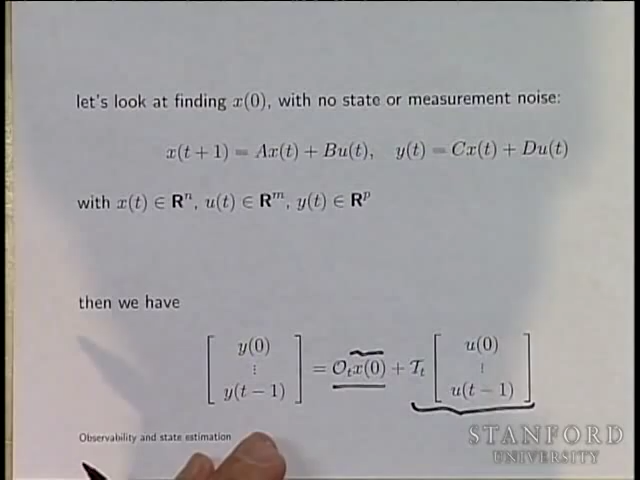 let's look at finding x(0), with no state or measurement noise:
x(t + 1) = Ax(t) + Bu(t), y(t) = Cx(t) + Du(t)
with x(t) ∈ Rⁿ, u(t) ∈ Rᵐ, y(t) ∈ Rᵖ
then we have
[ y(0) ⋮ y(t − 1) ] = 𝒪ₜx(0) + 𝒯ₜ [ u(0) ⋮ u(t − 1) ]
Observability and state estimation
STANFORD
UNIVERSITY